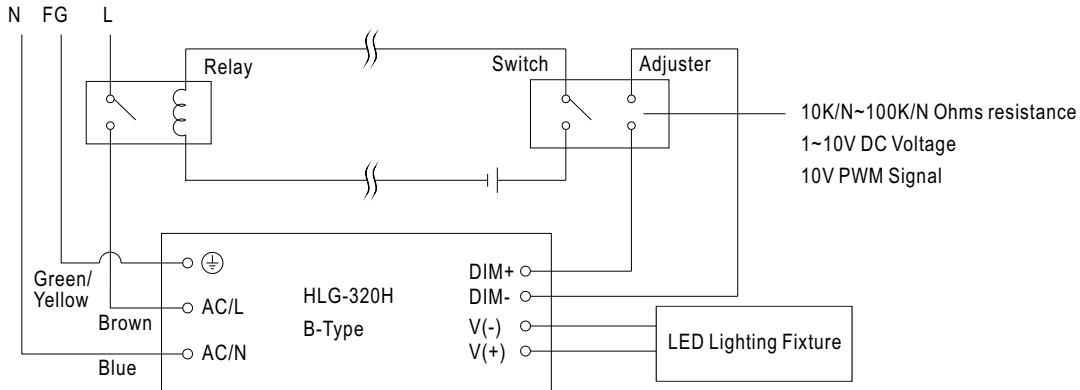 N FG L
Relay
Switch
Adjuster
10K/N~100K/N Ohms resistance
1~10V DC Voltage
10V PWM Signal
Green/
Yellow
Brown
Blue
AC/L
AC/N
HLG-320H
B-Type
DIM+
DIM-
V(-)
V(+)
LED Lighting Fixture